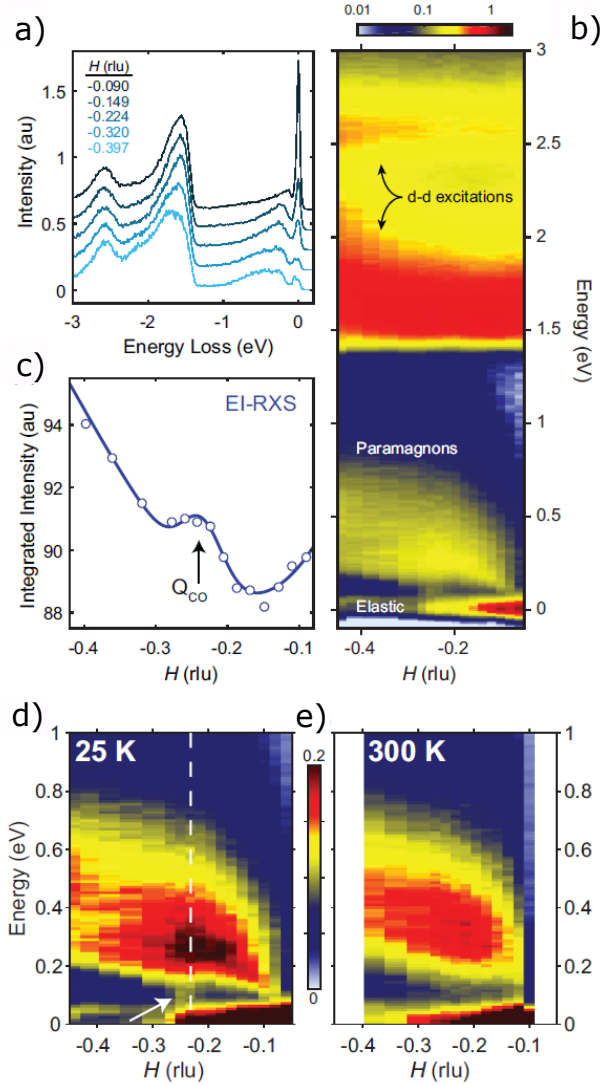 a)
H (rlu)
-0.090
-0.149
-0.224
-0.320
-0.397
1.5
1
0.5
0
Intensity (au)
-3
-2
-1
0
Energy Loss (eV)
0.01
0.1
1
b)
3
2.5
2
1.5
1
0.5
0
Energy (eV)
d-d excitations
Paramagnons
Elastic
-0.4
-0.2
H (rlu)
c)
EI-RXS
94
92
90
88
Integrated Intensity (au)
QCO
-0.4
-0.3
-0.2
-0.1
H (rlu)
d)
25 K
1
0.8
0.6
0.4
0.2
0
Energy (eV)
-0.4
-0.3
-0.2
-0.1
H (rlu)
0.2
0
e)
300 K
1
0.8
0.6
0.4
0.2
0
-0.4
-0.3
-0.2
-0.1
H (rlu)